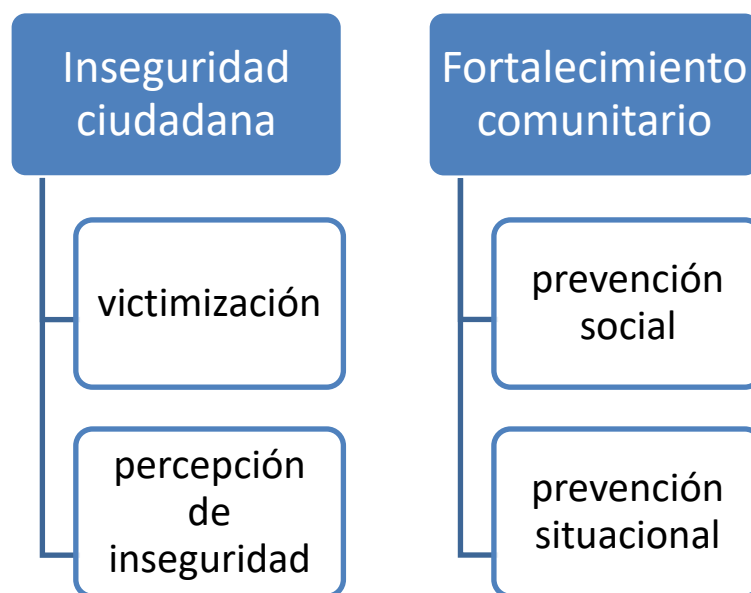 Inseguridad
ciudadana
victimización
percepción
de
inseguridad
Fortalecimiento
comunitario
prevención
social
prevención
situacional